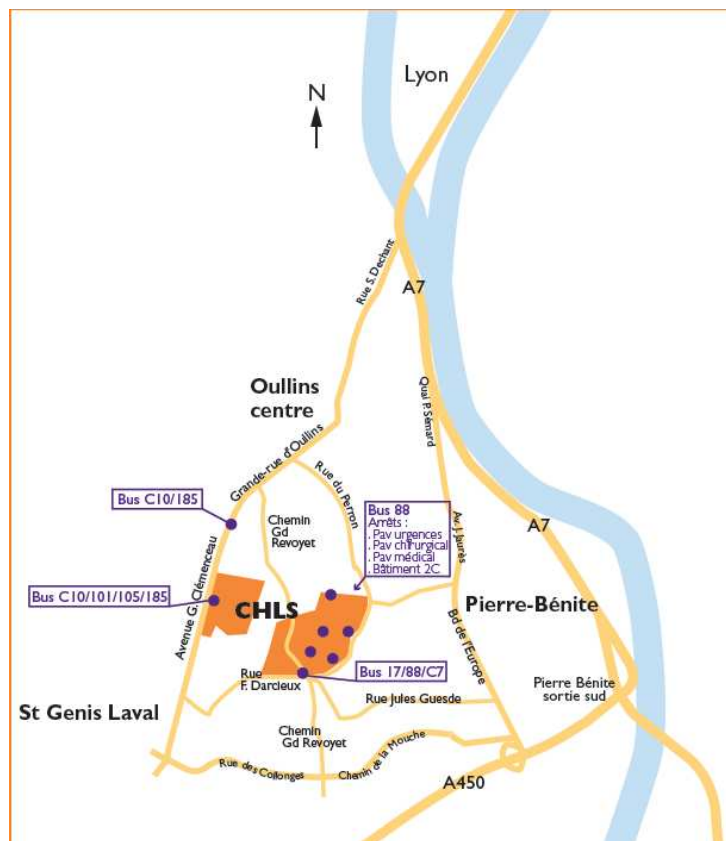 Lyon
N
Rue S. Dechant
A7
Oullins
centre
Quai P. Sémard
Grande-rue d'Oullins
Rue du Perron
Bus C10/185
Chemin
Gd
Revoyet
Bus 88
Arrêts :
. Pav urgences
. Pav chirurgical
. Pav médical
. Bâtiment 2C
Av. J. Jaurès
A7
Avenue G. Clémenceau
Bus C10/101/105/185
CHLS
Pierre-Bénite
Bd de l'Europe
Bus 17/88/C7
Rue
F. Darcieux
Rue Jules Guesde
Pierre Bénite
sortie sud
St Genis Laval
Chemin
Gd Revoyet
Rue des Collonges
Chemin de la Mouche
A450